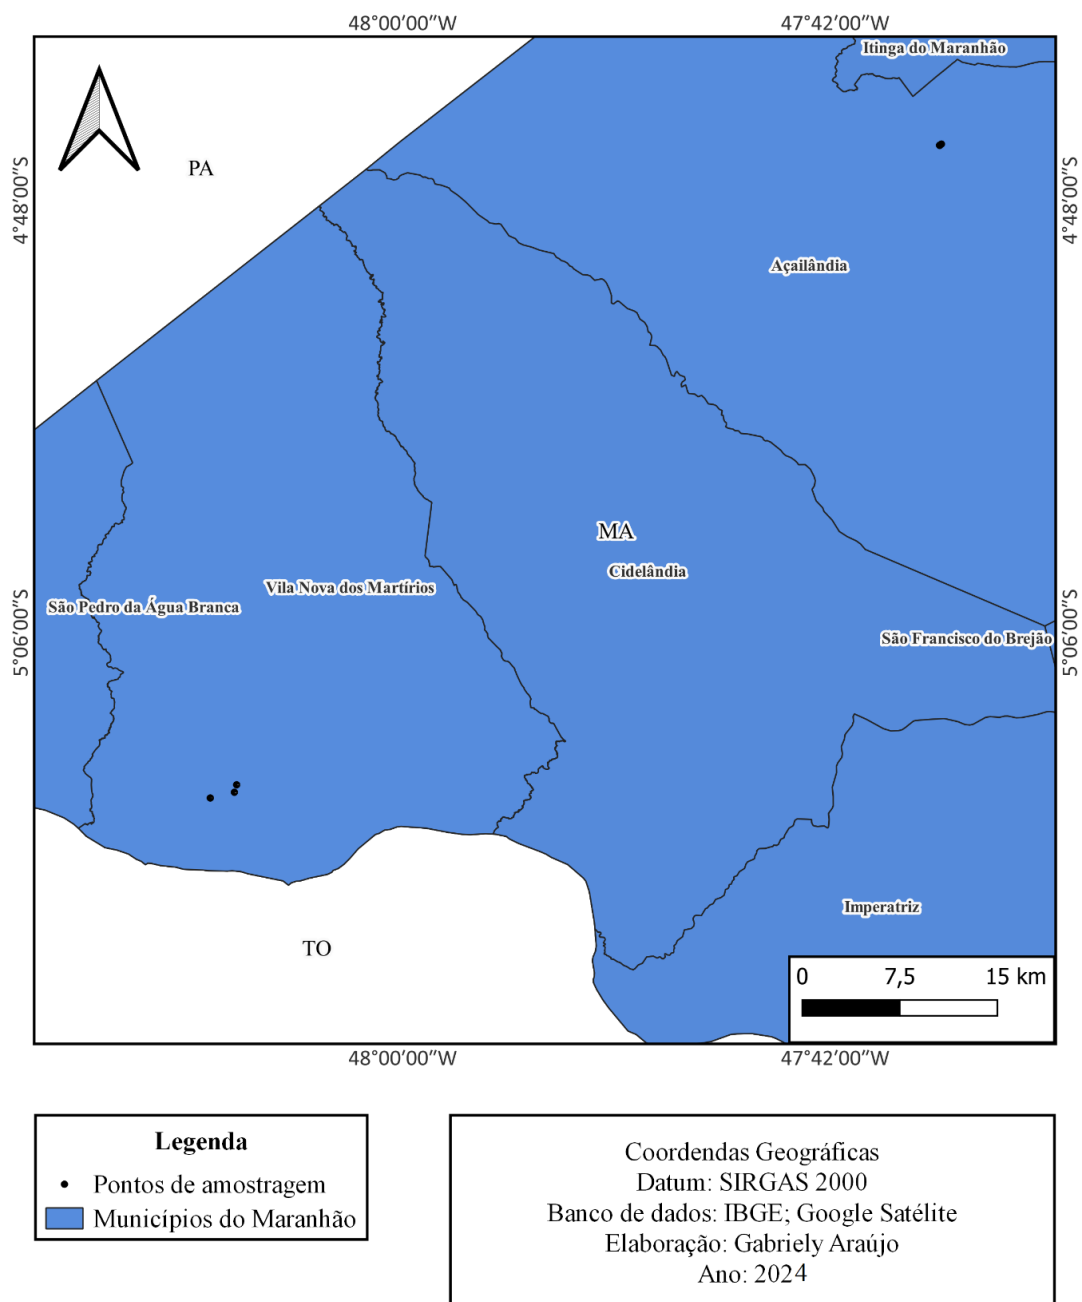 48°00′00″W
47°42′00″W
Itinga do Maranhão
PA
4°48′00″S
4°48′00″S
Açailândia
MA
Cidelândia
Vila Nova dos Martírios
São Pedro da Água Branca
5°06′00″S
São Francisco do Brejão
5°06′00″S
Imperatriz
TO
0 7,5 15 km
48°00′00″W
47°42′00″W
Legenda
Pontos de amostragem
Municípios do Maranhão
Coordendas Geográficas
Datum: SIRGAS 2000
Banco de dados: IBGE; Google Satélite
Elaboração: Gabriely Araújo
Ano: 2024